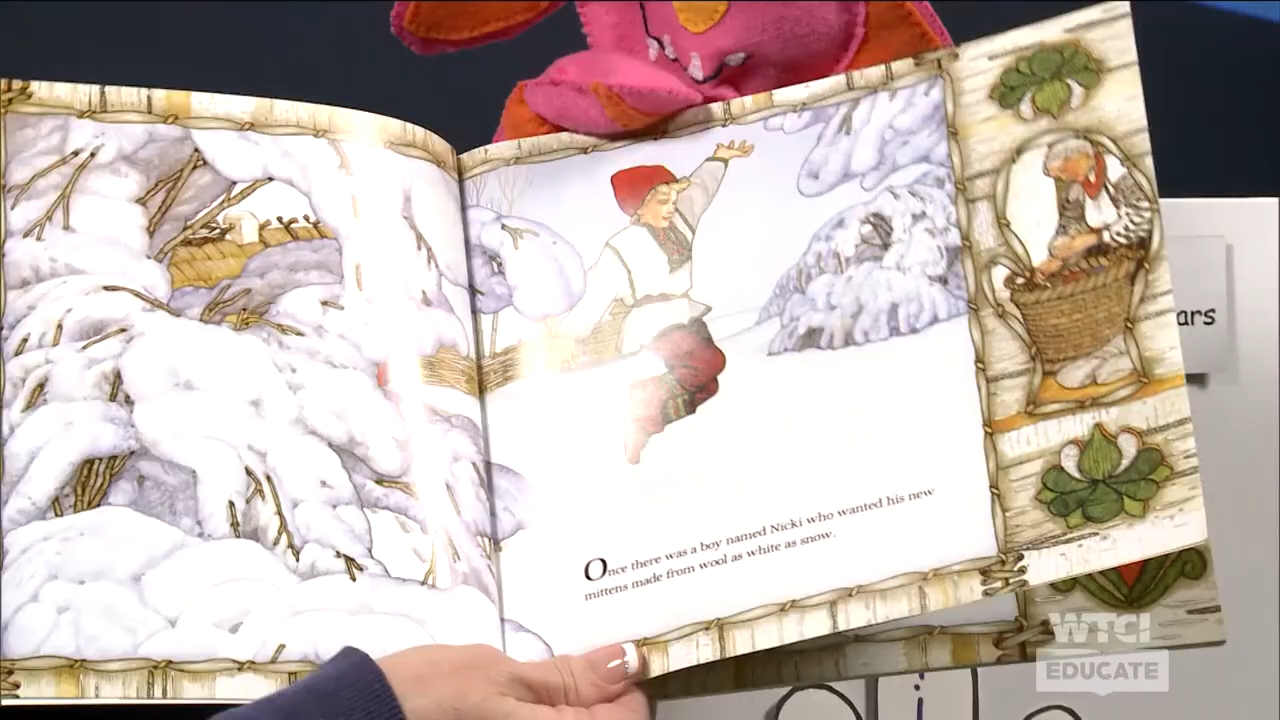 Once there was a boy named Nicki who wanted his new
mittens made from wool as white as snow.
ars
WTCI
EDUCATE